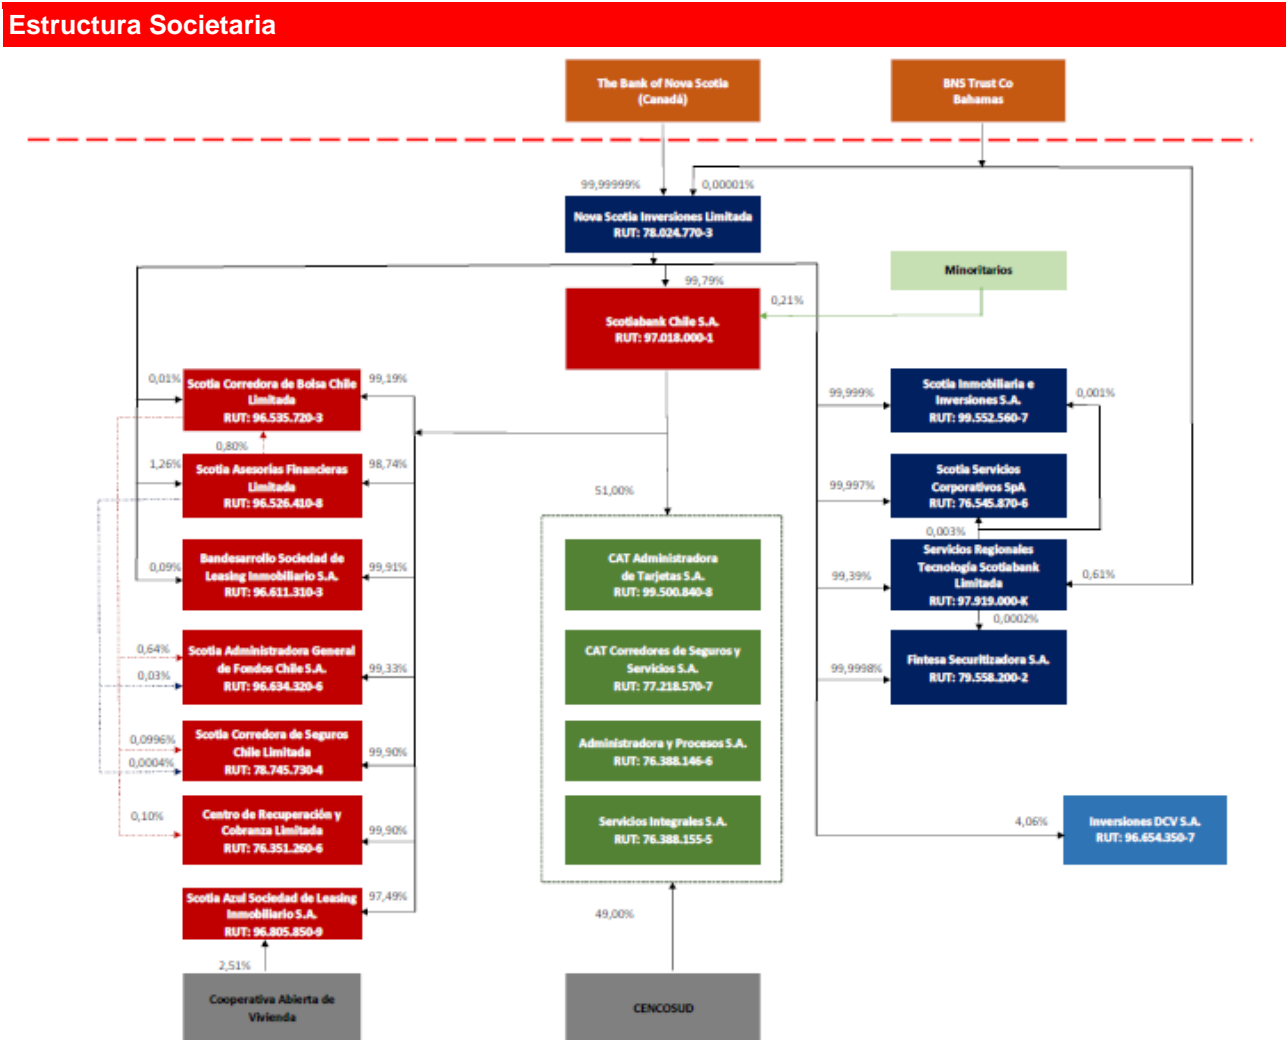 Estructura Societaria
The Bank of Nova Scotia
(Canadá)
BNS Trust Co
Bahamas
99,99999%
0,00001%
Nova Scotia Inversiones Limitada
RUT: 78.024.770-3
Minoritarios
99,79%
0,21%
Scotiabank Chile S.A.
RUT: 97.018.000-1
0,01%
Scotia Corredora de Bolsa Chile
Limitada
RUT: 96.535.720-3
99,19%
0,80%
1,26%
Scotia Asesorías Financieras
Limitada
RUT: 96.526.410-8
98,74%
0,09%
Bandesarrollo Sociedad de
Leasing Inmobiliario S.A.
RUT: 96.611.310-3
99,91%
0,64%
0,03%
Scotia Administradora General
de Fondos Chile S.A.
RUT: 96.634.320-6
99,33%
0,0996%
0,0004%
Scotia Corredora de Seguros
Chile Limitada
RUT: 78.745.730-4
99,90%
0,10%
Centro de Recuperación y
Cobranza Limitada
RUT: 76.351.260-6
99,90%
Scotia Azul Sociedad de Leasing
Inmobiliario S.A.
RUT: 96.805.850-9
97,49%
2,51%
Cooperativa Abierta de
Vivienda
51,00%
CAT Administradora
de Tarjetas S.A.
RUT: 99.500.840-8
CAT Corredores de Seguros y
Servicios S.A.
RUT: 77.218.570-7
Administradora y Procesos S.A.
RUT: 76.388.146-6
Servicios Integrales S.A.
RUT: 76.388.155-5
49,00%
CENCOSUD
99,999%
Scotia Inmobiliaria e
Inversiones S.A.
RUT: 99.552.560-7
0,001%
99,997%
Scotia Servicios
Corporativos SpA
RUT: 76.545.870-6
0,003%
99,39%
Servicios Regionales
Tecnología Scotiabank
Limitada
RUT: 97.919.000-K
0,61%
0,0002%
99,9998%
Fintesa Securitizadora S.A.
RUT: 79.558.200-2
4,06%
Inversiones DCV S.A.
RUT: 96.654.350-7